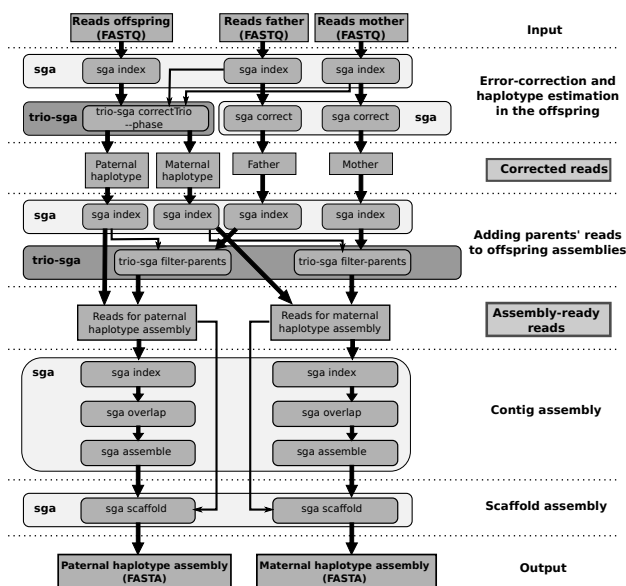 Reads offspring
(FASTQ)
Reads father
(FASTQ)
Reads mother
(FASTQ)
Input
sga
sga index
sga index
sga index
Error-correction and
haplotype estimation
in the offspring
trio-sga
trio-sga correctTrio
--phase
sga correct
sga correct
sga
Paternal
haplotype
Maternal
haplotype
Father
Mother
Corrected reads
sga
sga index
sga index
sga index
sga index
Adding parents' reads
to offspring assemblies
trio-sga
trio-sga filter-parents
trio-sga filter-parents
Reads for paternal
haplotype assembly
Reads for maternal
haplotype assembly
Assembly-ready
reads
sga
sga index
sga index
sga overlap
sga overlap
Contig assembly
sga assemble
sga assemble
sga
sga scaffold
sga scaffold
Scaffold assembly
Paternal haplotype assembly
(FASTA)
Maternal haplotype assembly
(FASTA)
Output